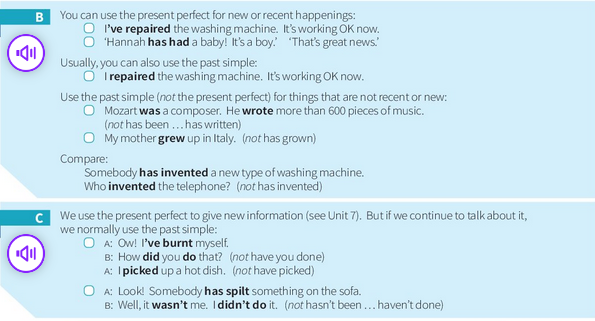 B
You can use the present perfect for new or recent happenings:
I've repaired the washing machine. It's working OK now.
'Hannah has had a baby! It's a boy.' 'That's great news.'
Usually, you can also use the past simple:
I repaired the washing machine. It's working OK now.
Use the past simple (not the present perfect) for things that are not recent or new:
Mozart was a composer. He wrote more than 600 pieces of music.
(not has been … has written)
My mother grew up in Italy. (not has grown)
Compare:
Somebody has invented a new type of washing machine.
Who invented the telephone? (not has invented)
C
We use the present perfect to give new information (see Unit 7). But if we continue to talk about it,
we normally use the past simple:
A: Ow! I've burnt myself.
B: How did you do that? (not have you done)
A: I picked up a hot dish. (not have picked)
A: Look! Somebody has spilt something on the sofa.
B: Well, it wasn't me. I didn't do it. (not hasn't been … haven't done)